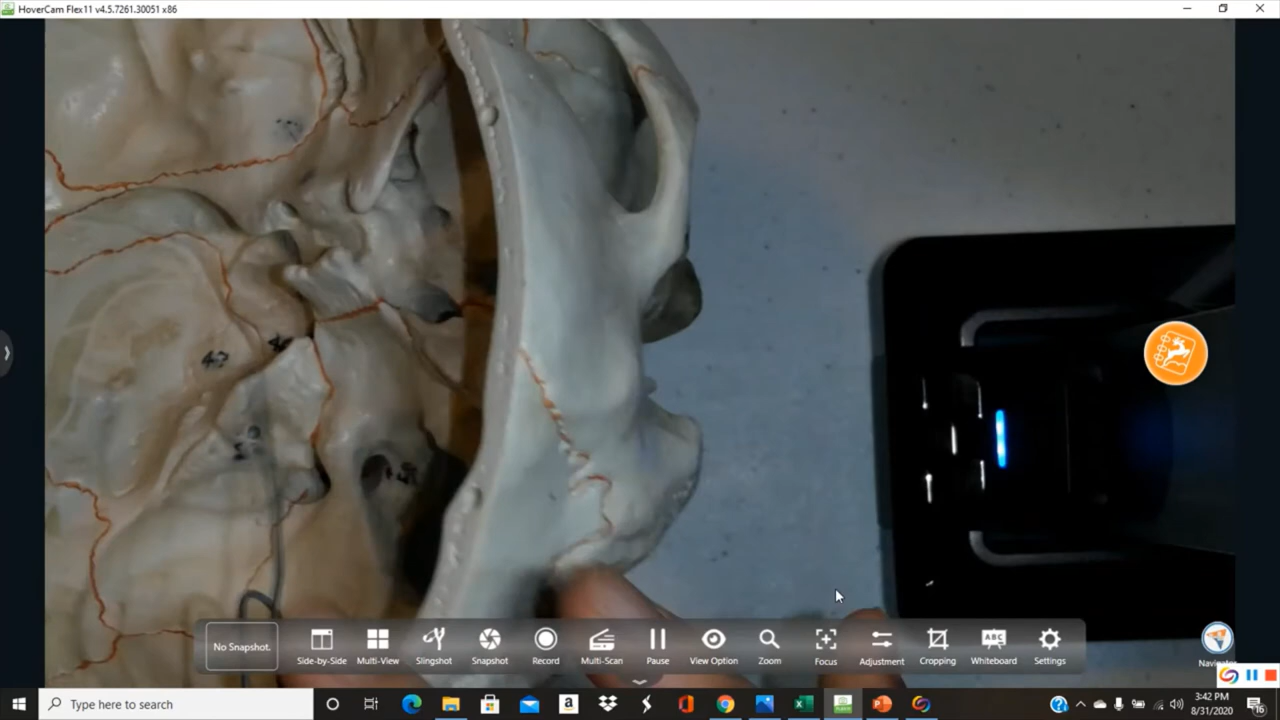 HoverCam Flex11 v4.5.7261.30051 x86
No Snapshot.
Side-by-Side
Multi-View
Slingshot
Snapshot
Record
Multi-Scan
Pause
View Option
Zoom
Focus
Adjustment
Cropping
ABC
Whiteboard
Settings
Type here to search
3:42 PM
8/31/2020
16